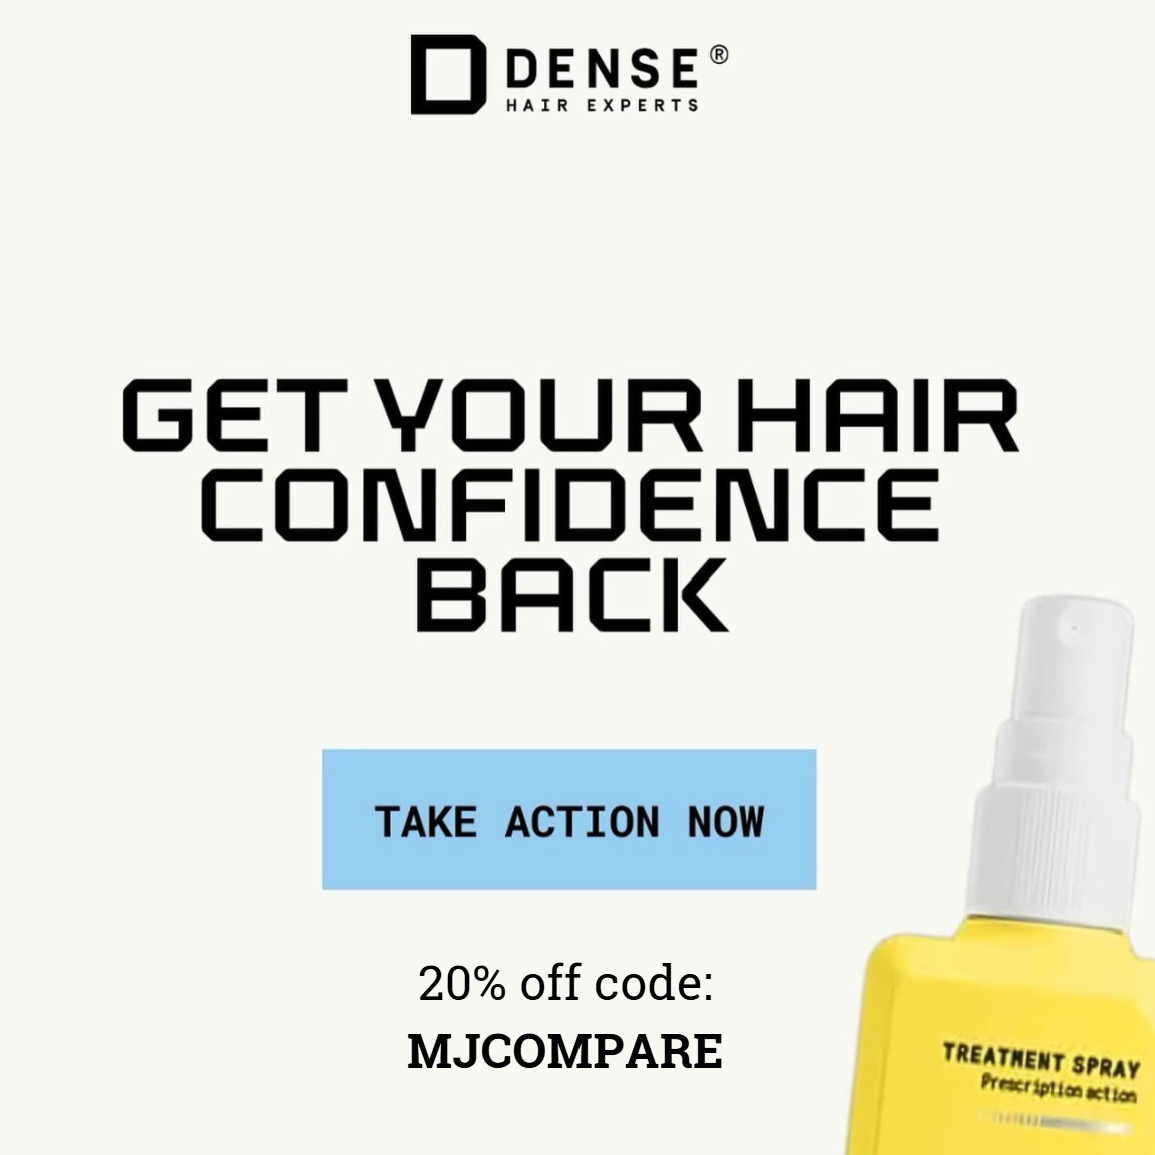 DENSE®
HAIR EXPERTS
GET YOUR HAIR
CONFIDENCE
BACK
TAKE ACTION NOW
20% off code:
MJCOMPARE
TREATMENT SPRAY
Prescription action